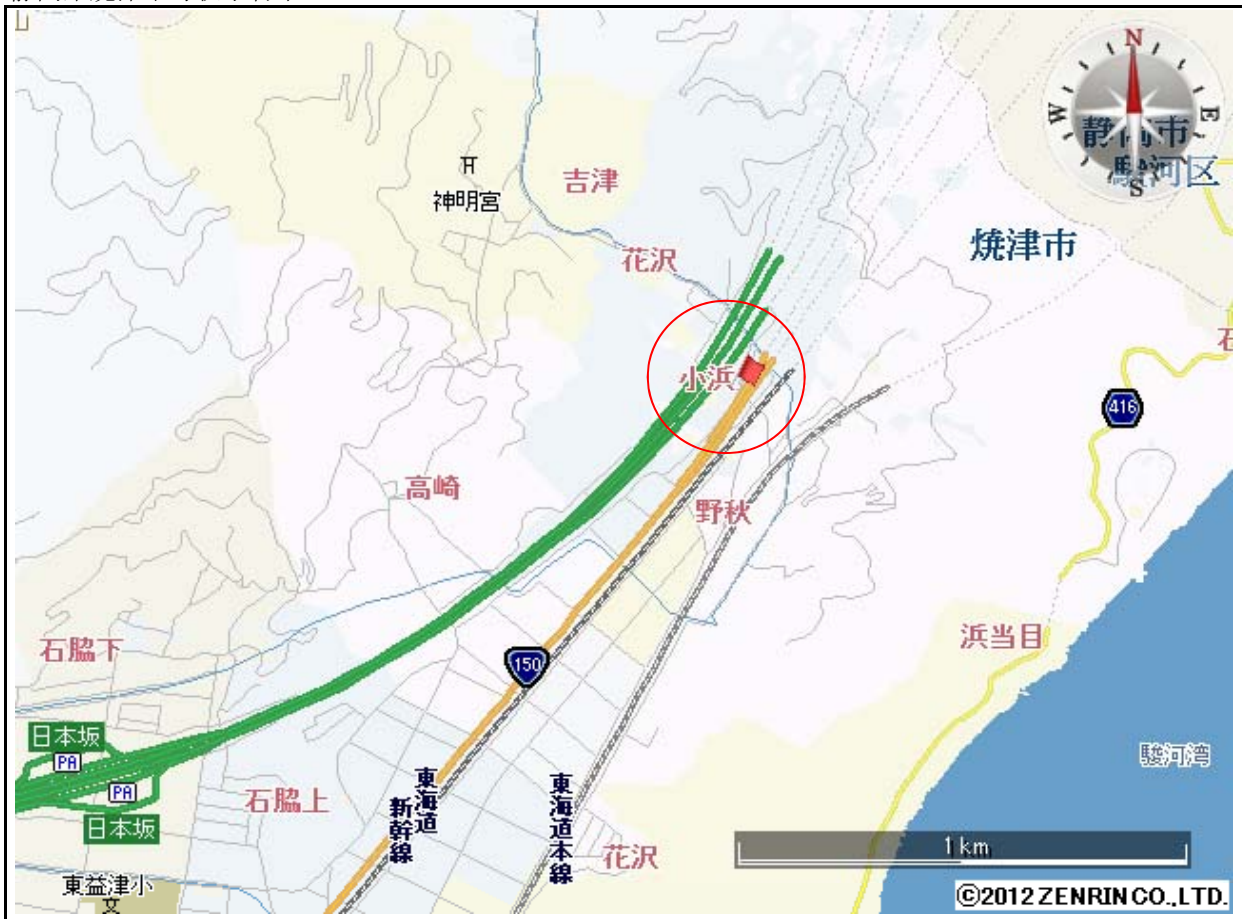 N
W
E
S
静岡市
駿河区
吉津
神明宮
花沢
焼津市
小浜
石
416
高崎
野秋
石脇下
浜当目
150
日本坂
PA
PA
日本坂
石脇上
東海道
新幹線
東海道本線
花沢
駿河湾
1km
東益津小
文
©2012 ZENRIN CO., LTD.